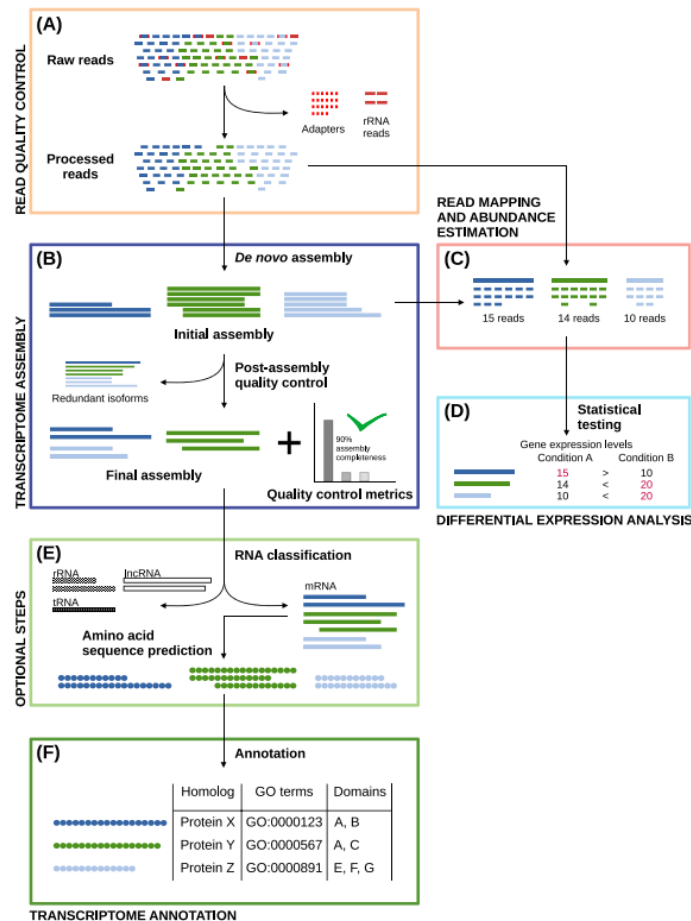 (A)
Raw reads
Adapters
rRNA
reads
Processed
reads
READ QUALITY CONTROL
READ MAPPING
AND ABUNDANCE
ESTIMATION
(B)
De novo assembly
Initial assembly
Post-assembly
quality control
Redundant isoforms
90%
assembly
completeness
Final assembly
Quality control metrics
TRANSCRIPTOME ASSEMBLY
(C)
15 reads
14 reads
10 reads
(D)
Statistical
testing
Gene expression levels
Condition A Condition B
15 > 10
14 < 20
10 < 20
DIFFERENTIAL EXPRESSION ANALYSIS
(E)
RNA classification
rRNA
lncRNA
tRNA
mRNA
Amino acid
sequence prediction
OPTIONAL STEPS
(F)
Annotation
Homolog GO terms Domains
Protein X GO:0000123 A, B
Protein Y GO:0000567 A, C
Protein Z GO:0000891 E, F, G
TRANSCRIPTOME ANNOTATION